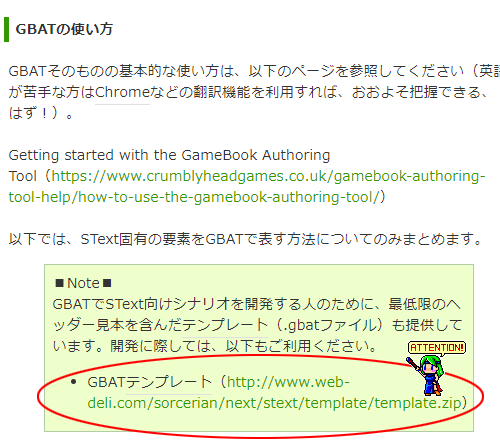 GBATの使い方
GBATそのものの基本的な使い方は、以下のページを参照してください（英語
が苦手な方はChromeなどの翻訳機能を利用すれば、おおよそ把握できる、
はず！）。
Getting started with the GameBook Authoring
Tool（https://www.crumblyheadgames.co.uk/gamebook-authoring-
tool-help/how-to-use-the-gamebook-authoring-tool/）
以下では、SText固有の要素をGBATで表す方法についてのみまとめます。
■Note■
GBATでSText向けシナリオを開発する人のために、最低限のヘ
ッダー見本を含んだテンプレート（.gbatファイル）も提供して
います。開発に際しては、以下もご利用ください。
ATTENTION!
• GBATテンプレート（http://www.web-
deli.com/sorcerian/next/stext/template/template.zip）